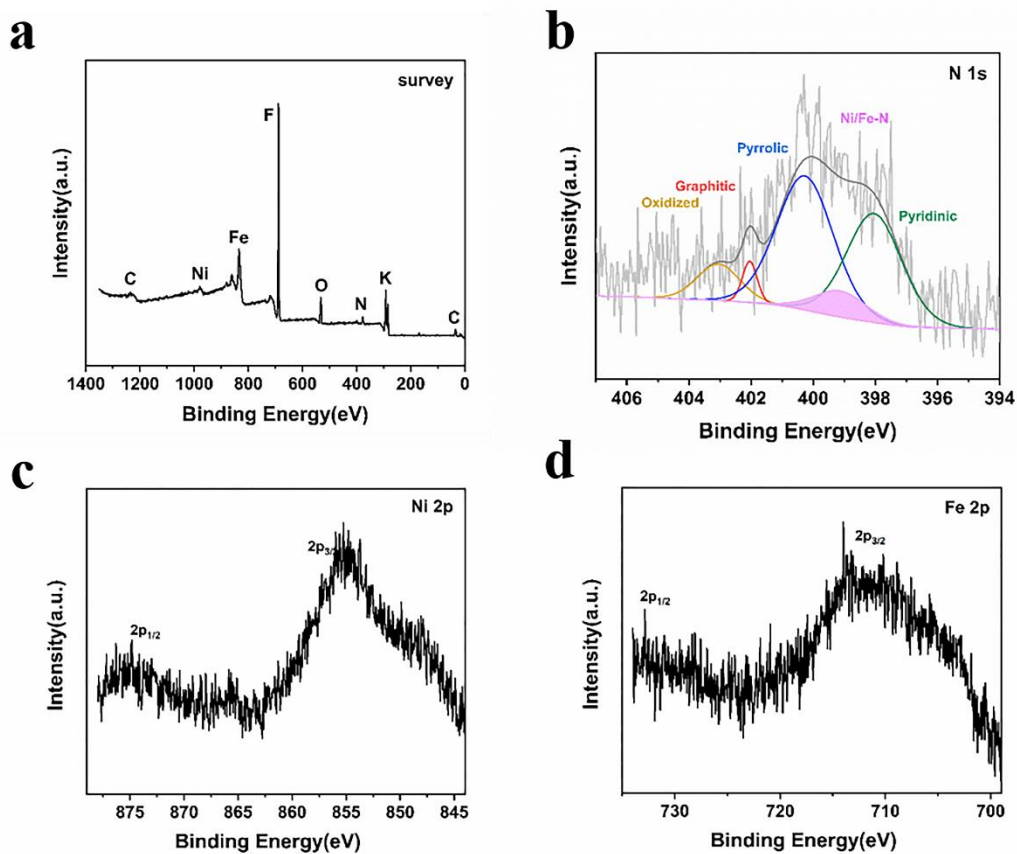 a
survey
F
Fe
Ni
C
O
N
K
C
Intensity(a.u.)
1400 1200 1000 800 600 400 200 0
Binding Energy(eV)
b
N 1s
Ni/Fe-N
Pyrrolic
Graphitic
Oxidized
Pyridinic
Intensity(a.u.)
406 404 402 400 398 396 394
Binding Energy(eV)
c
Ni 2p
2p3/2
2p1/2
Intensity(a.u.)
875 870 865 860 855 850 845
Binding Energy(eV)
d
Fe 2p
2p3/2
2p1/2
Intensity(a.u.)
730 720 710 700
Binding Energy(eV)